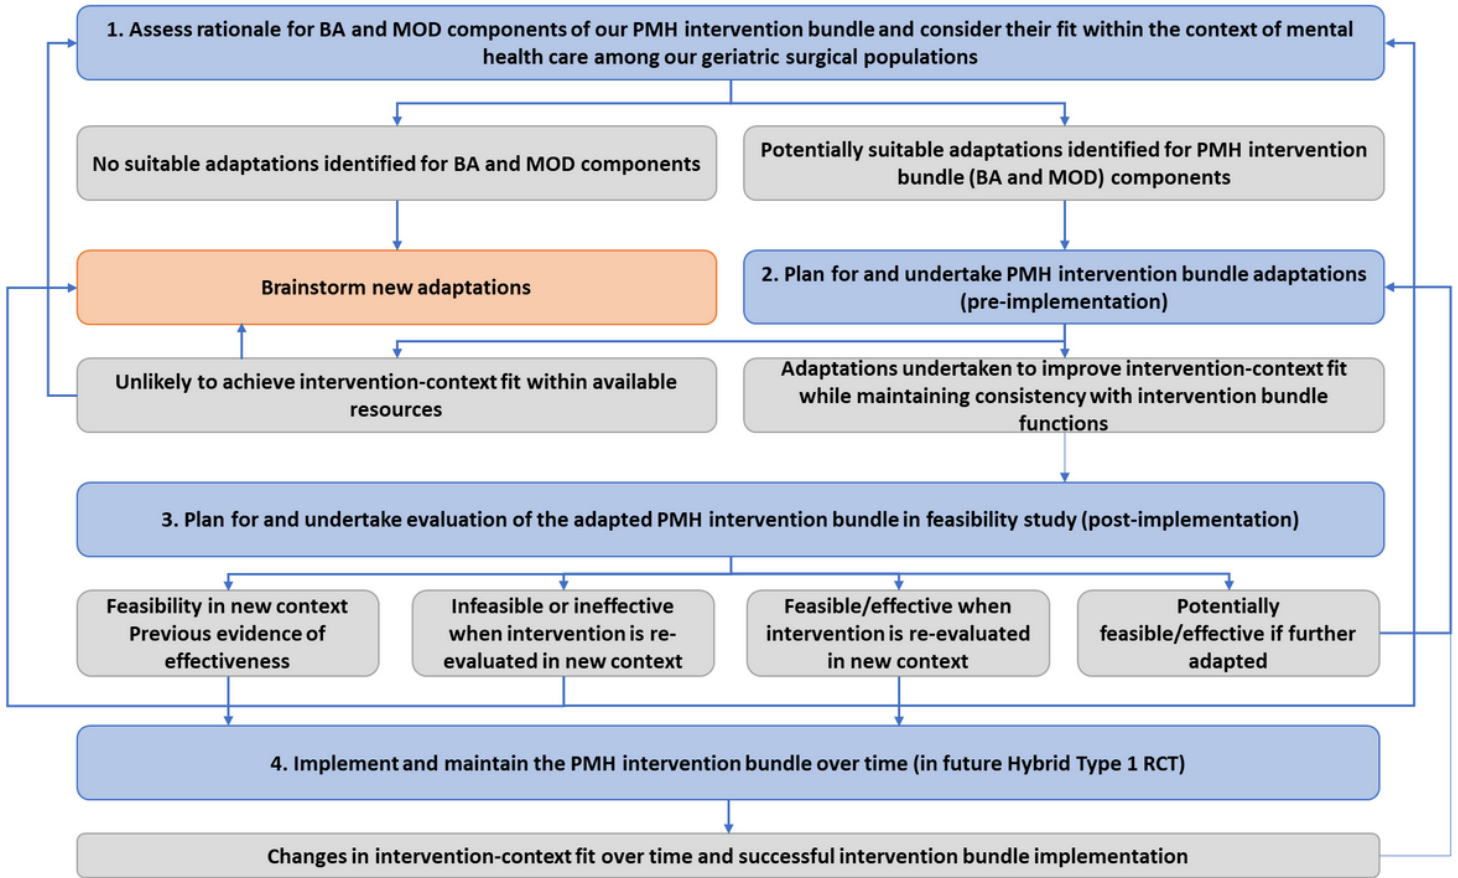 1. Assess rationale for BA and MOD components of our PMH intervention bundle and consider their fit within the context of mental
health care among our geriatric surgical populations
No suitable adaptations identified for BA and MOD components
Potentially suitable adaptations identified for PMH intervention
bundle (BA and MOD) components
Brainstorm new adaptations
2. Plan for and undertake PMH intervention bundle adaptations
(pre-implementation)
Unlikely to achieve intervention-context fit within available
resources
Adaptations undertaken to improve intervention-context fit
while maintaining consistency with intervention bundle
functions
3. Plan for and undertake evaluation of the adapted PMH intervention bundle in feasibility study (post-implementation)
Feasibility in new context
Previous evidence of
effectiveness
Infeasible or ineffective
when intervention is re-
evaluated in new context
Feasible/effective when
intervention is re-evaluated
in new context
Potentially
feasible/effective if further
adapted
4. Implement and maintain the PMH intervention bundle over time (in future Hybrid Type 1 RCT)
Changes in intervention-context fit over time and successful intervention bundle implementation